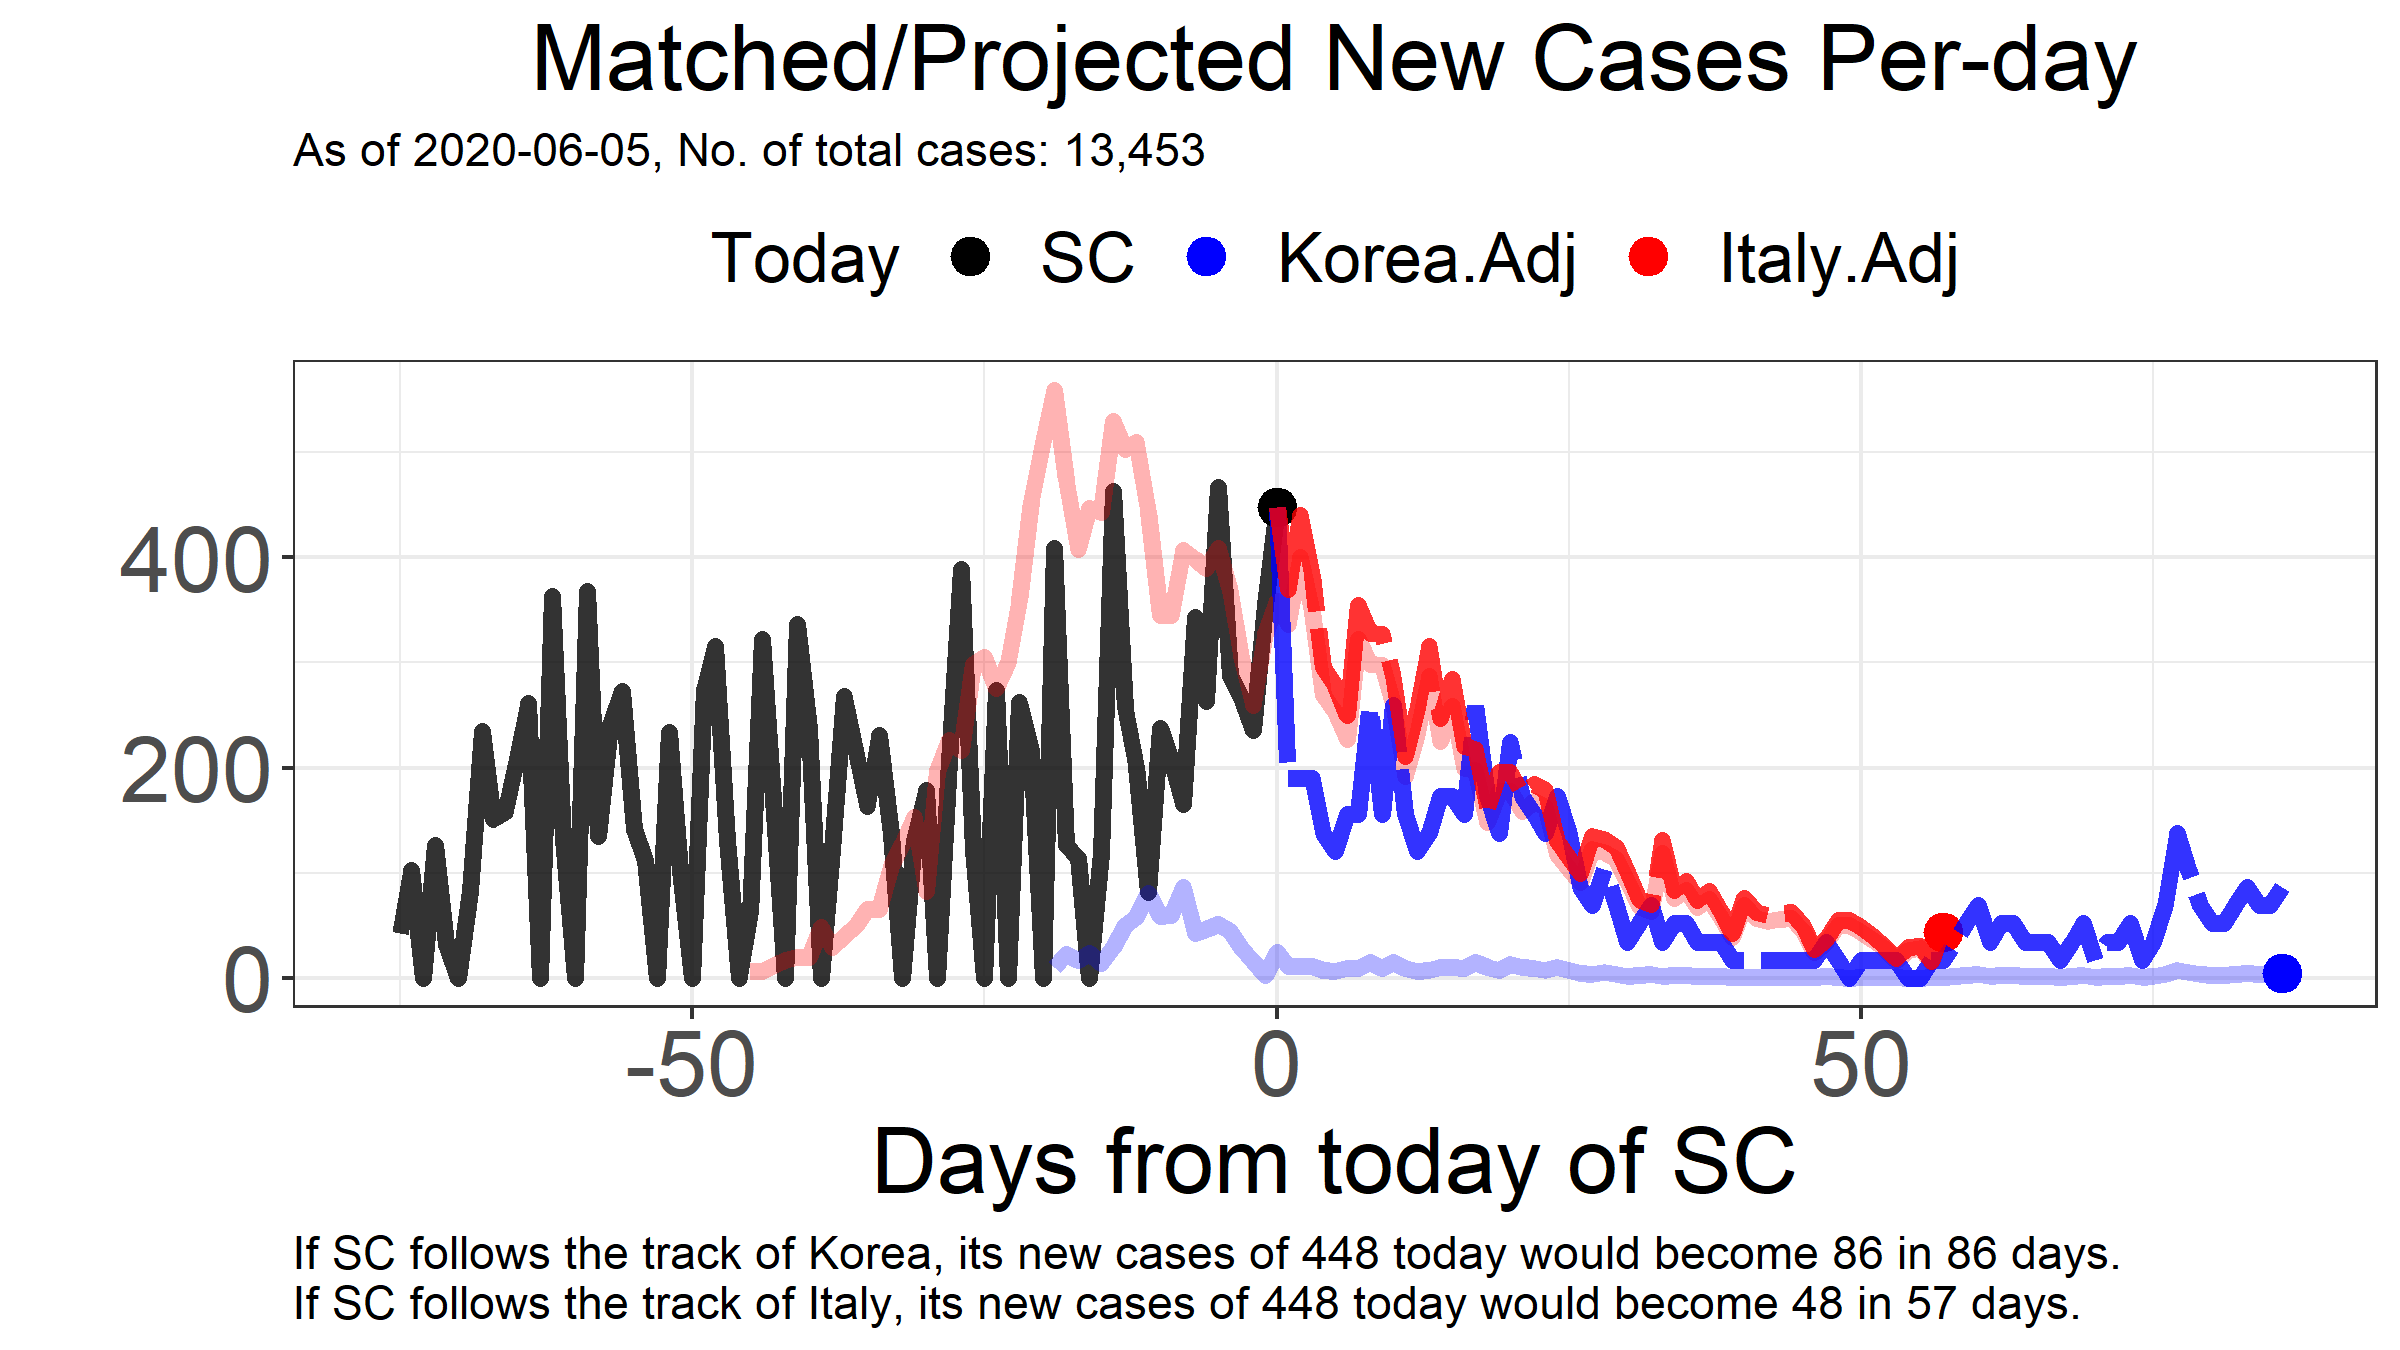 Matched/Projected New Cases Per-day
As of 2020-06-05, No. of total cases: 13,453
Today SC Korea.Adj Italy.Adj
400
200
0
-50 0 50
Days from today of SC
If SC follows the track of Korea, its new cases of 448 today would become 86 in 86 days.
If SC follows the track of Italy, its new cases of 448 today would become 48 in 57 days.